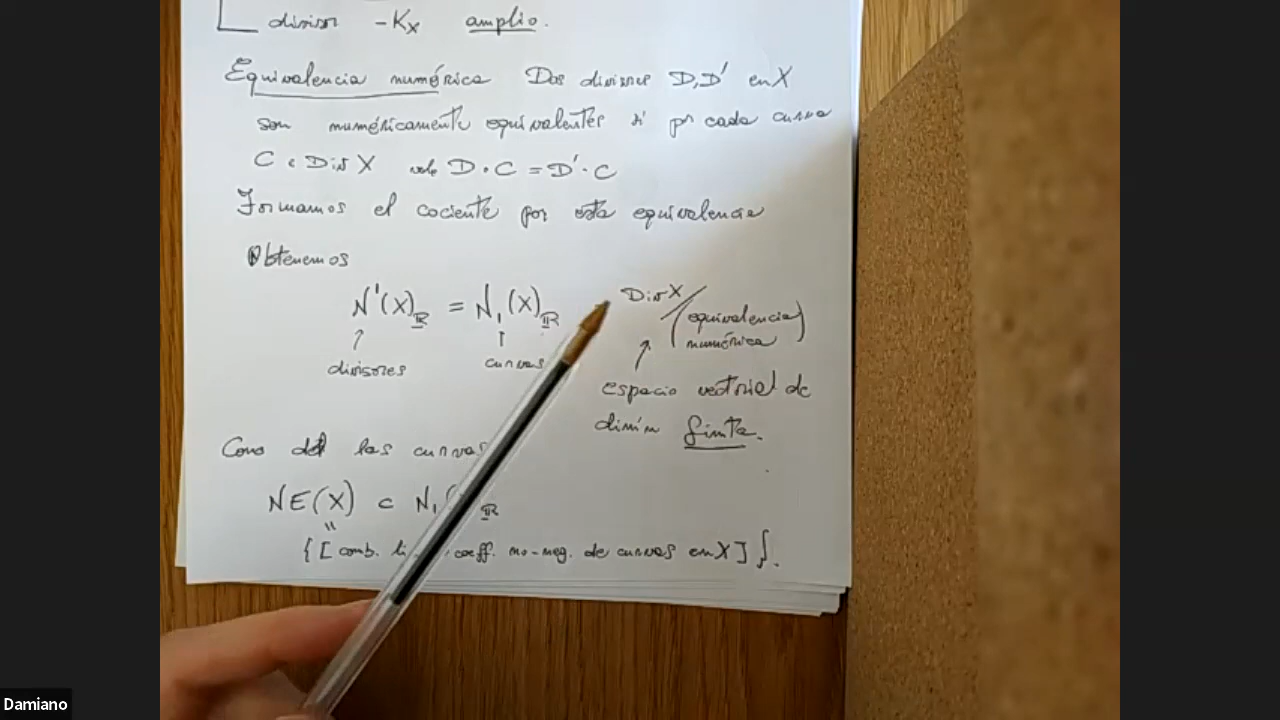 divisor -K_X amplio.
Equivalencia numérica Dos divisores D, D' en X
son numéricamente equivalentes si por cada curva
C ⊂ Div X vale D · C = D' · C
Formamos el cociente por esta equivalencia
Obtenemos
N¹(X)_ℝ = N₁(X)_ℝ Div X / (equivalencia numérica)
↑ divisores ↑ curvas ↑ espacio vectorial de
dimn finita.
Cono de las curvas
NE(X) ⊂ N₁( ℝ
" {[comb. coeff. no-neg. de curvas en X]}.
Damiano